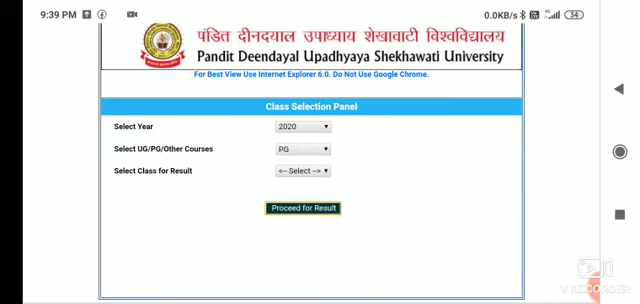 9:39 PM
0.0KB/s 34
पंडित दीनदयाल उपाध्याय शेखावाटी विश्वविद्यालय
Pandit Deendayal Upadhyaya Shekhawati University
For Best View Use Internet Explorer 6.0. Do Not Use Google Chrome.
Class Selection Panel
Select Year 2020
Select UG/PG/Other Courses PG
Select Class for Result <-- Select -->
Proceed for Result
V RECORDER